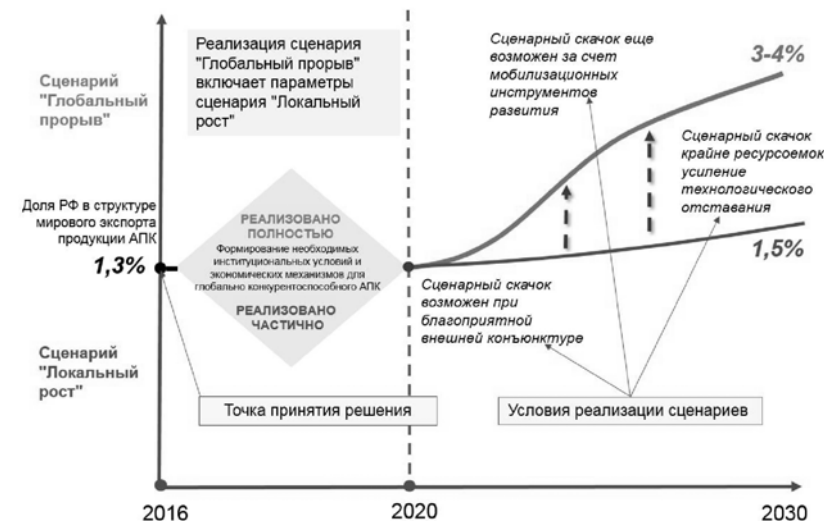 Сценарий
"Глобальный
прорыв"
Реализация сценария
"Глобальный прорыв"
включает параметры
сценария "Локальный
рост"
Сценарный скачок еще
возможен за счет
мобилизационных
инструментов
развития
3-4%
Сценарный скачок
крайне ресурсоемок
усиление
технологического
отставания
Доля РФ в структуре
мирового экспорта
продукции АПК
1,3%
РЕАЛИЗОВАНО
ПОЛНОСТЬЮ
Формирование необходимых
институциональных условий и
экономических механизмов для
глобально конкурентоспособного АПК
РЕАЛИЗОВАНО
ЧАСТИЧНО
1,5%
Сценарный скачок
возможен при
благоприятной
внешней конъюнктуре
Сценарий
"Локальный
рост"
Точка принятия решения
Условия реализации сценариев
2016
2020
2030